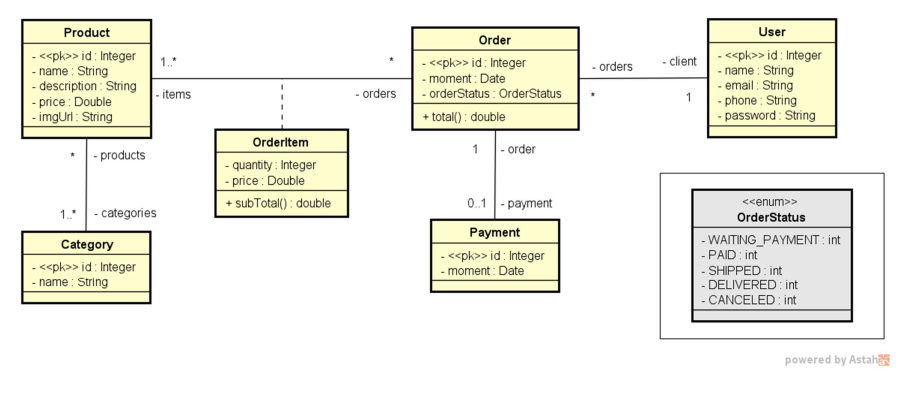 Product
- <<pk>> id : Integer
- name : String
- description : String
- price : Double
- imgUrl : String
1..*
- items
*
- orders
Order
- <<pk>> id : Integer
- moment : Date
- orderStatus : OrderStatus
+ total() : double
- orders
*
- client
1
User
- <<pk>> id : Integer
- name : String
- email : String
- phone : String
- password : String
OrderItem
- quantity : Integer
- price : Double
+ subTotal() : double
* - products
1..* - categories
Category
- <<pk>> id : Integer
- name : String
1 - order
0..1 - payment
Payment
- <<pk>> id : Integer
- moment : Date
<<enum>>
OrderStatus
- WAITING_PAYMENT : int
- PAID : int
- SHIPPED : int
- DELIVERED : int
- CANCELED : int
powered by Astah